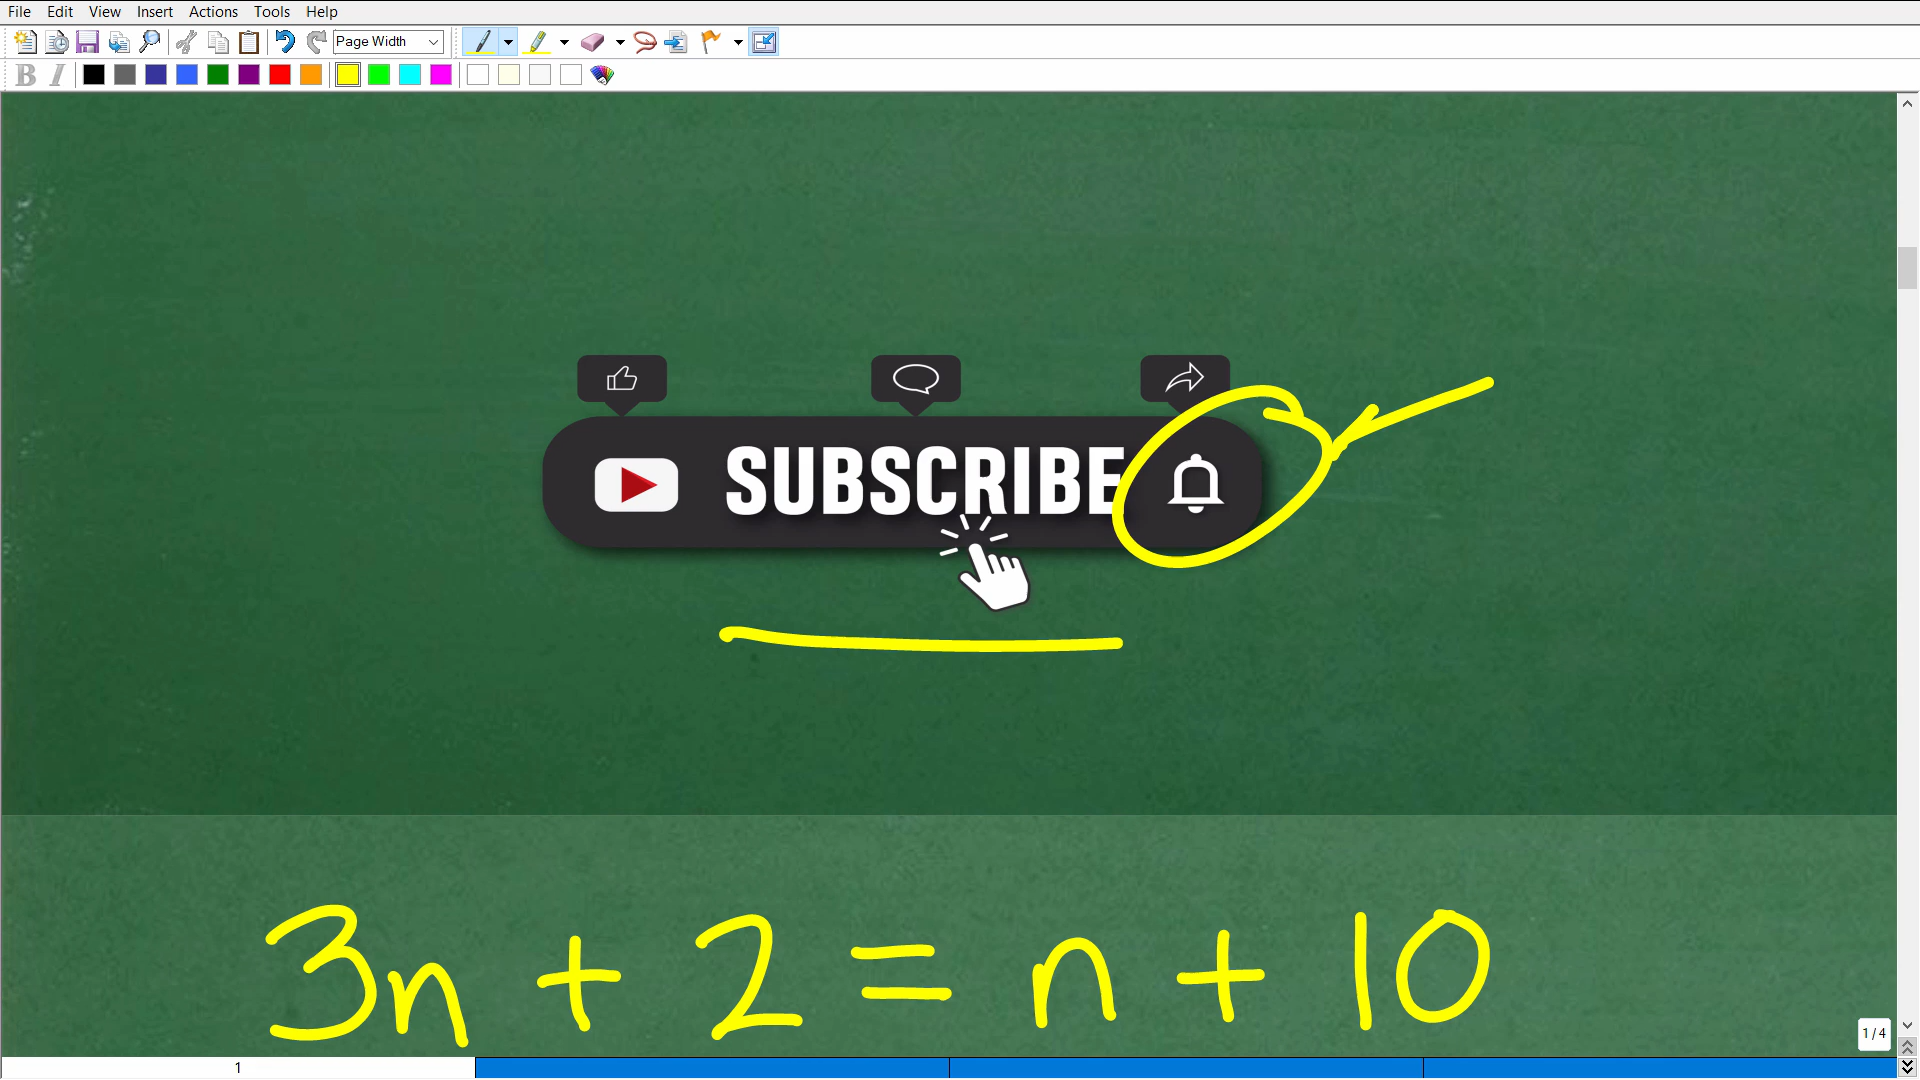 File Edit View Insert Actions Tools Help
Page Width
B I
SUBSCRIBE
3n + 2 = n + 10
1 / 4
1